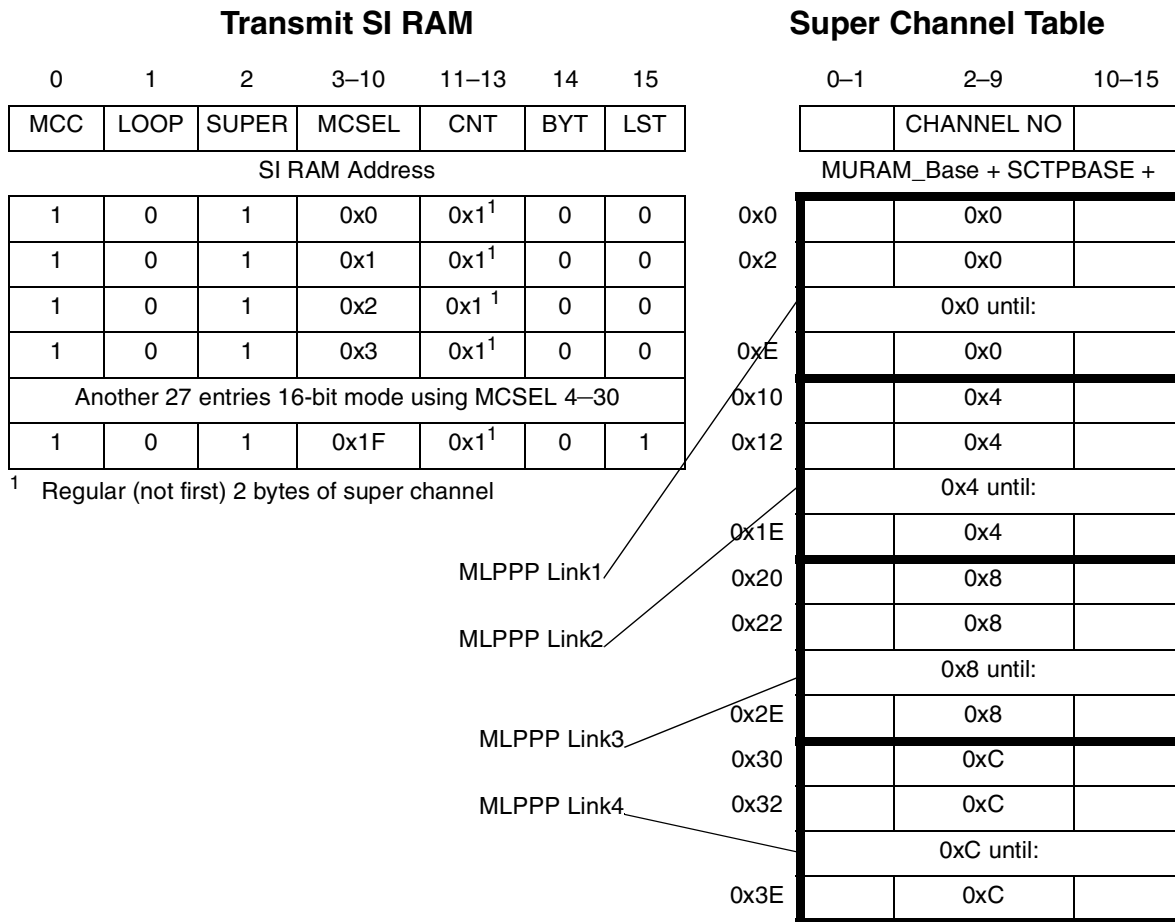 Transmit SI RAM
0 1 2 3–10 11–13 14 15
MCC LOOP SUPER MCSEL CNT BYT LST
SI RAM Address
1 0 1 0x0 0x1¹ 0 0
1 0 1 0x1 0x1¹ 0 0
1 0 1 0x2 0x1 ¹ 0 0
1 0 1 0x3 0x1¹ 0 0
Another 27 entries 16-bit mode using MCSEL 4–30
1 0 1 0x1F 0x1¹ 0 1
¹ Regular (not first) 2 bytes of super channel
MLPPP Link1
MLPPP Link2
MLPPP Link3
MLPPP Link4
Super Channel Table
0–1 2–9 10–15
CHANNEL NO
MURAM_Base + SCTPBASE +
0x0 0x0
0x2 0x0
0x0 until:
0xE 0x0
0x10 0x4
0x12 0x4
0x4 until:
0x1E 0x4
0x20 0x8
0x22 0x8
0x8 until:
0x2E 0x8
0x30 0xC
0x32 0xC
0xC until:
0x3E 0xC